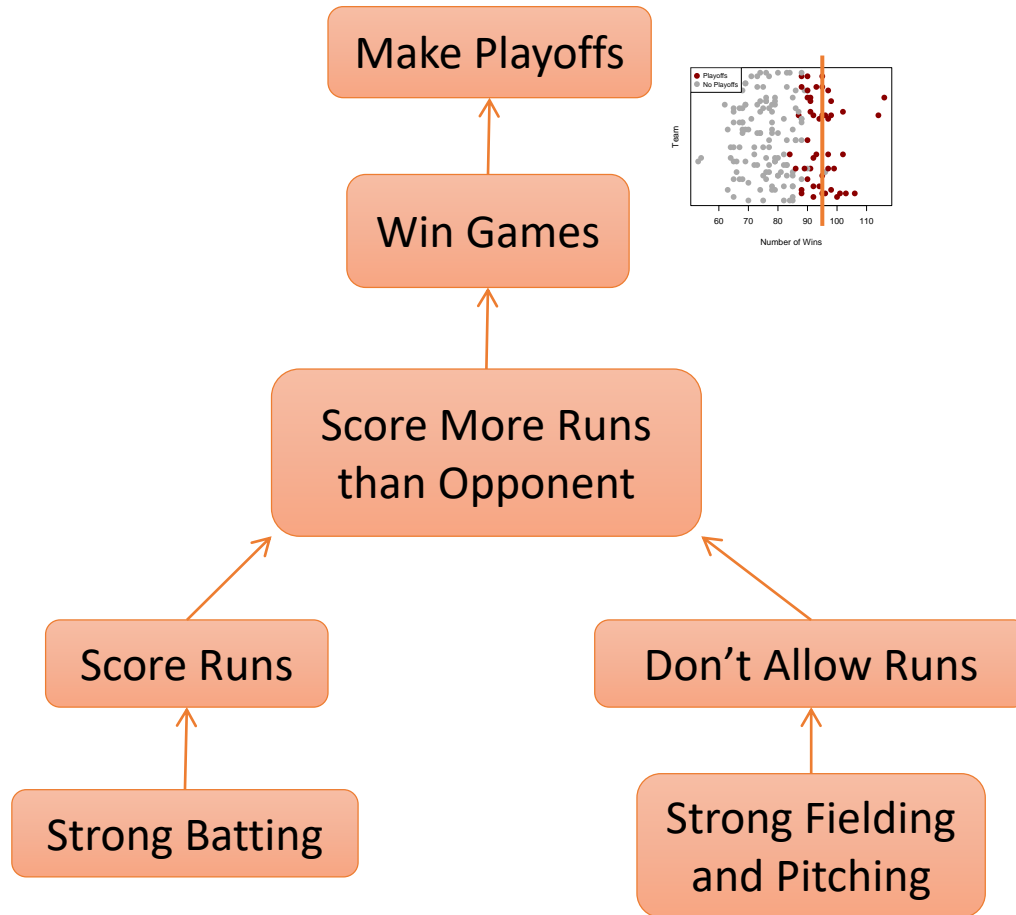 Make Playoffs
Playoffs
No Playoffs
Team
60 70 80 90 100 110
Number of Wins
Win Games
Score More Runs
than Opponent
Score Runs
Don’t Allow Runs
Strong Batting
Strong Fielding
and Pitching